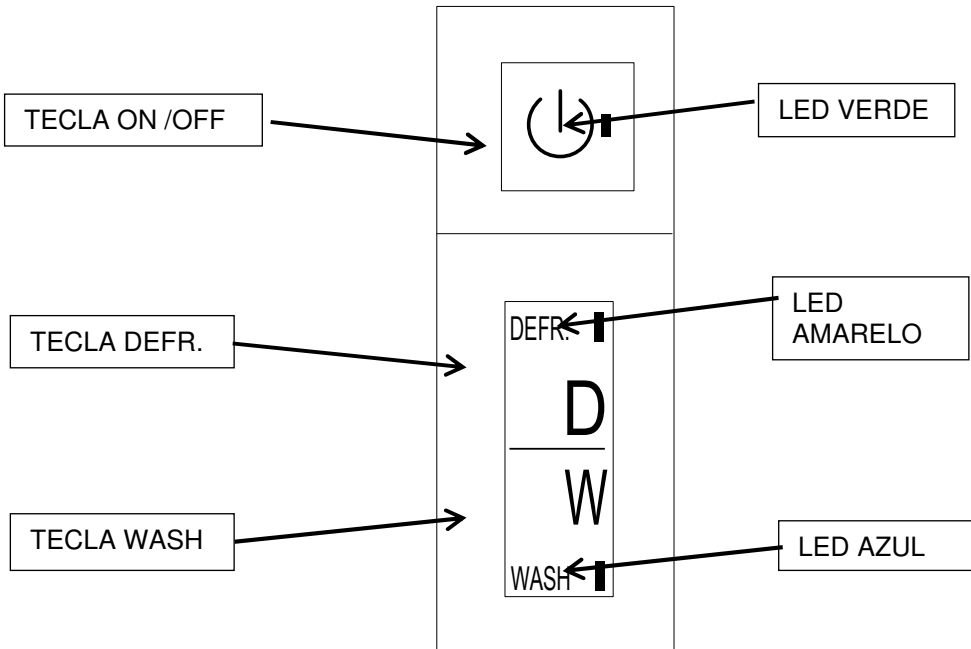 TECLA ON /OFF
LED VERDE
TECLA DEFR.
DEFR.
LED
AMARELO
D
W
TECLA WASH
WASH
LED AZUL